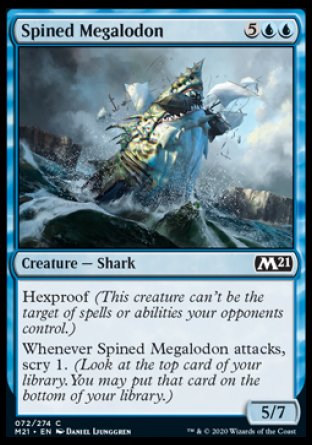 Spined Megalodon 5
Creature — Shark M21
Hexproof (This creature can't be the
target of spells or abilities your opponents
control.)
Whenever Spined Megalodon attacks,
scry 1. (Look at the top card of your
library.You may put that card on the
bottom of your library.)
5/7
072/274 C
M21 • EN DANIEL LJUNGGREN ™ & © 2020 Wizards of the Coast